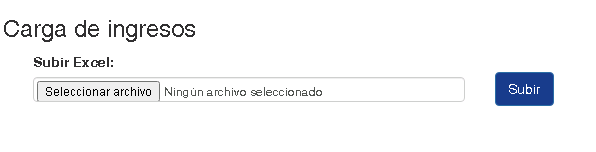 Carga de ingresos
Subir Excel:
Seleccionar archivo Ningún archivo seleccionado
Subir